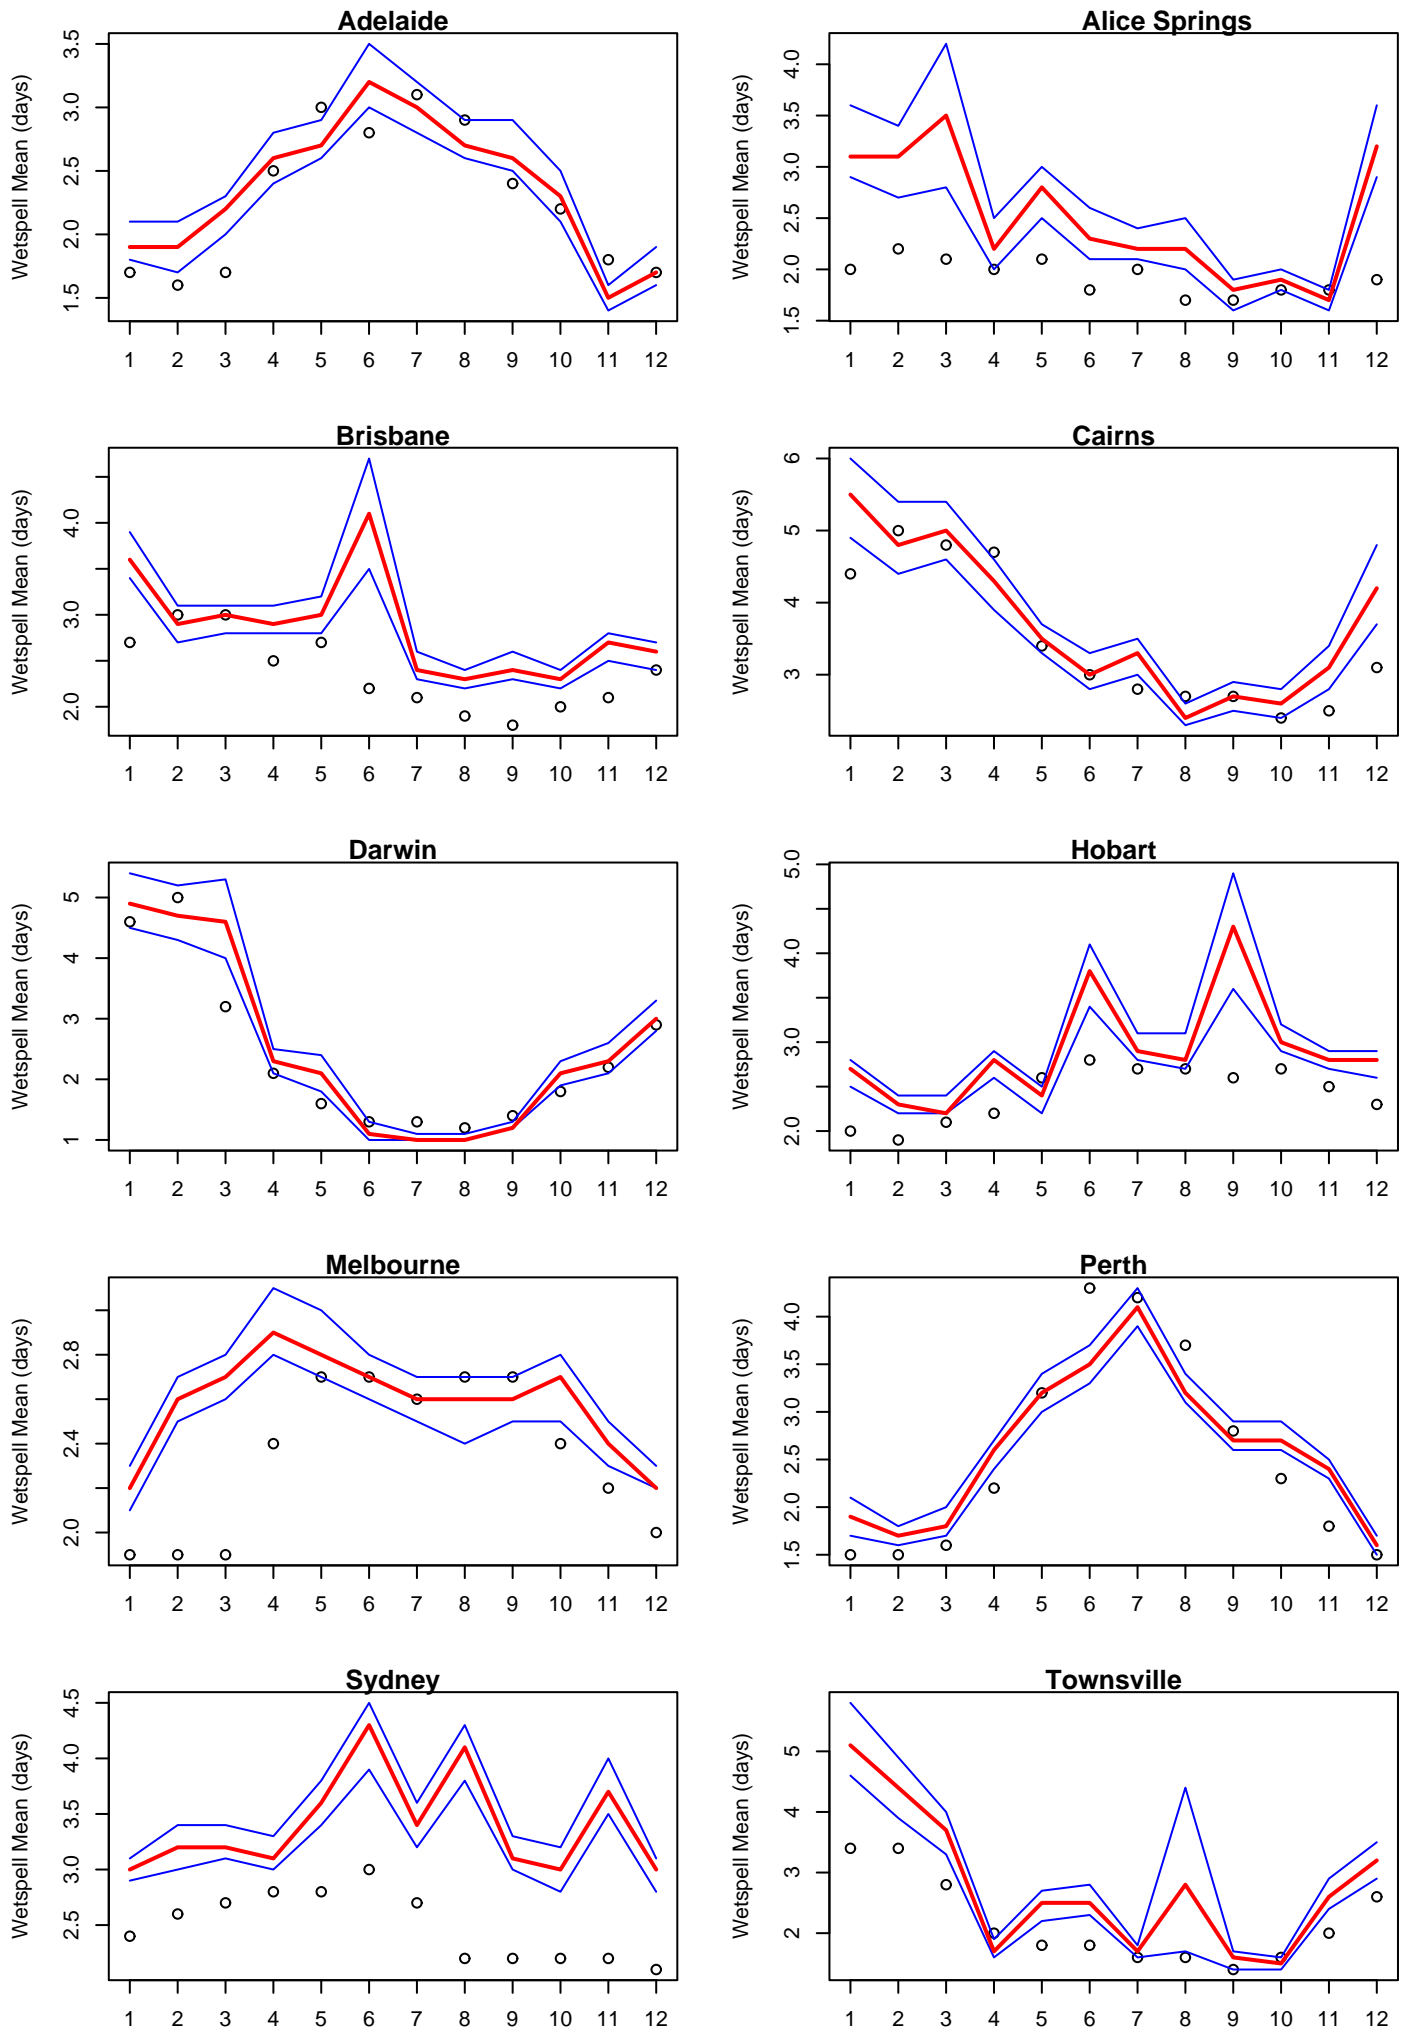 Adelaide
Wetspell Mean (days)
3.5
3.0
2.5
2.0
1.5
1 2 3 4 5 6 7 8 9 10 11 12
Alice Springs
Wetspell Mean (days)
4.0
3.5
3.0
2.5
2.0
1.5
1 2 3 4 5 6 7 8 9 10 11 12
Brisbane
Wetspell Mean (days)
4.0
3.0
2.0
1 2 3 4 5 6 7 8 9 10 11 12
Cairns
Wetspell Mean (days)
6
5
4
3
1 2 3 4 5 6 7 8 9 10 11 12
Darwin
Wetspell Mean (days)
5
4
3
2
1
1 2 3 4 5 6 7 8 9 10 11 12
Hobart
Wetspell Mean (days)
5.0
4.0
3.0
2.0
1 2 3 4 5 6 7 8 9 10 11 12
Melbourne
Wetspell Mean (days)
2.8
2.4
2.0
1 2 3 4 5 6 7 8 9 10 11 12
Perth
Wetspell Mean (days)
4.0
3.5
3.0
2.5
2.0
1.5
1 2 3 4 5 6 7 8 9 10 11 12
Sydney
Wetspell Mean (days)
4.5
4.0
3.5
3.0
2.5
1 2 3 4 5 6 7 8 9 10 11 12
Townsville
Wetspell Mean (days)
5
4
3
2
1 2 3 4 5 6 7 8 9 10 11 12